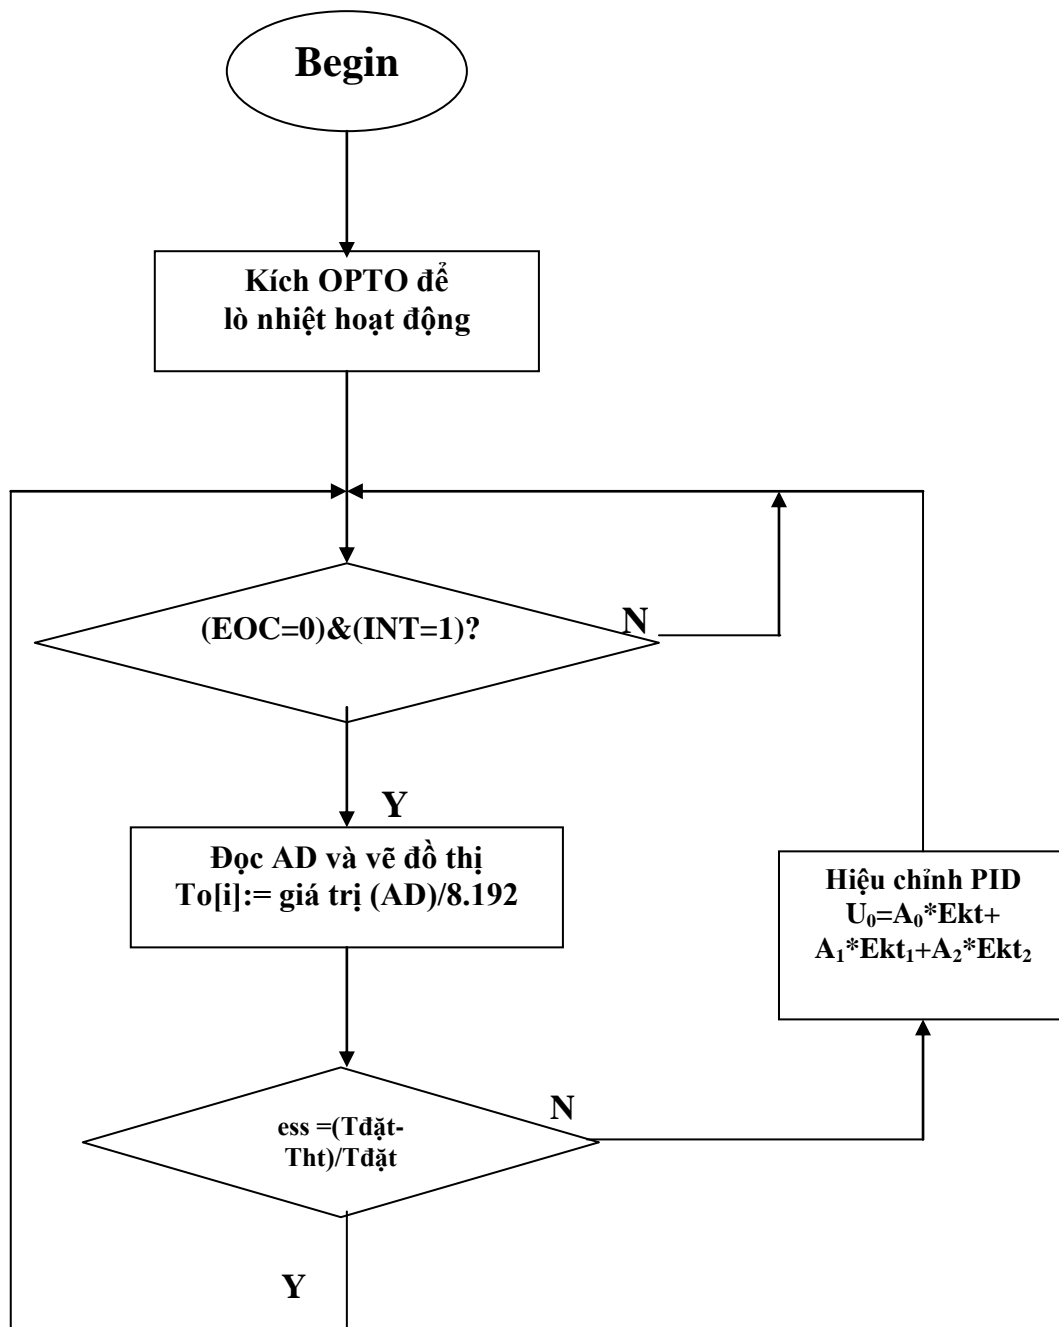 Begin
Kích OPTO để
lò nhiệt hoạt động
(EOC=0)&(INT=1)?
N
Y
Đọc AD và vẽ đồ thị
To[i]:= giá trị (AD)/8.192
Hiệu chỉnh PID
U₀=A₀*Ekt+
A₁*Ekt₁+A₂*Ekt₂
ess =(Tđặt-
Tht)/Tđặt
N
Y